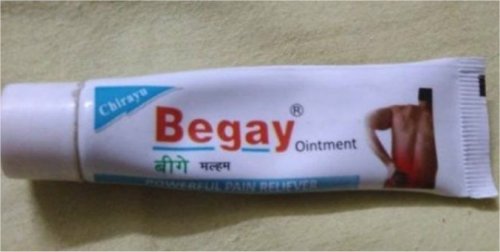 Chirayu
Begay® Ointment
बीगे मल्हम
POWERFUL PAIN RELIEVER